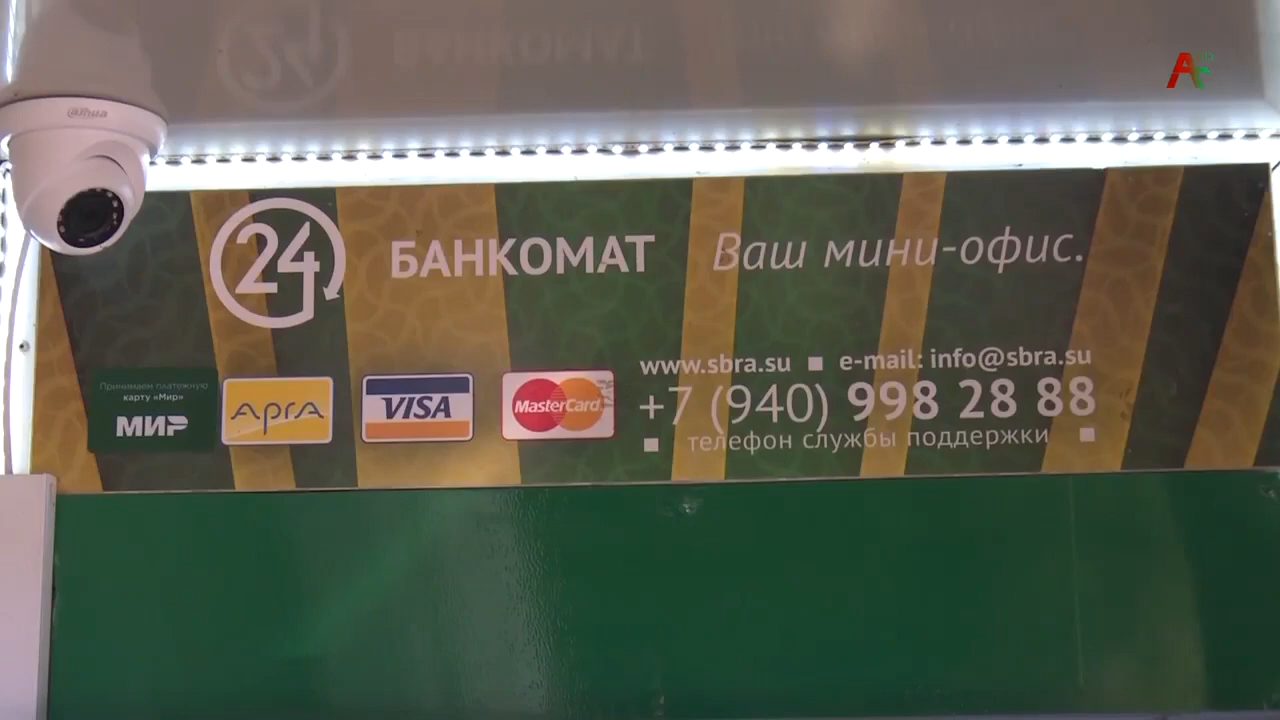 alhua
24
БАНКОМАТ
Ваш мини-офис.
Принимаем платежную
карту «Мир»
МИР
АргА
VISA
MasterCard
www.sbra.su ■ e-mail: info@sbra.su
+7 (940) 998 28 88
■ телефон службы поддержки ■